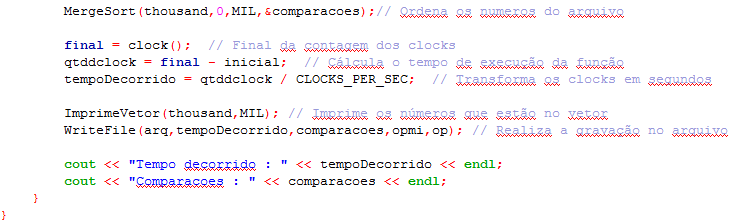 MergeSort(thousand,0,MIL,&comparacoes);// Ordena os numeros do arquivo
final = clock(); // Final da contagem dos clocks
qtddclock = final - inicial; // Cálcula o tempo de execução da função
tempoDecorrido = qtddclock / CLOCKS_PER_SEC; // Transforma os clocks em segundos
ImprimeVetor(thousand,MIL); // Imprime os números que estão no vetor
WriteFile(arq,tempoDecorrido,comparacoes,opmi,op); // Realiza a gravação no arquivo
cout << "Tempo decorrido : " << tempoDecorrido << endl;
cout << "Comparacoes : " << comparacoes << endl;
}
}